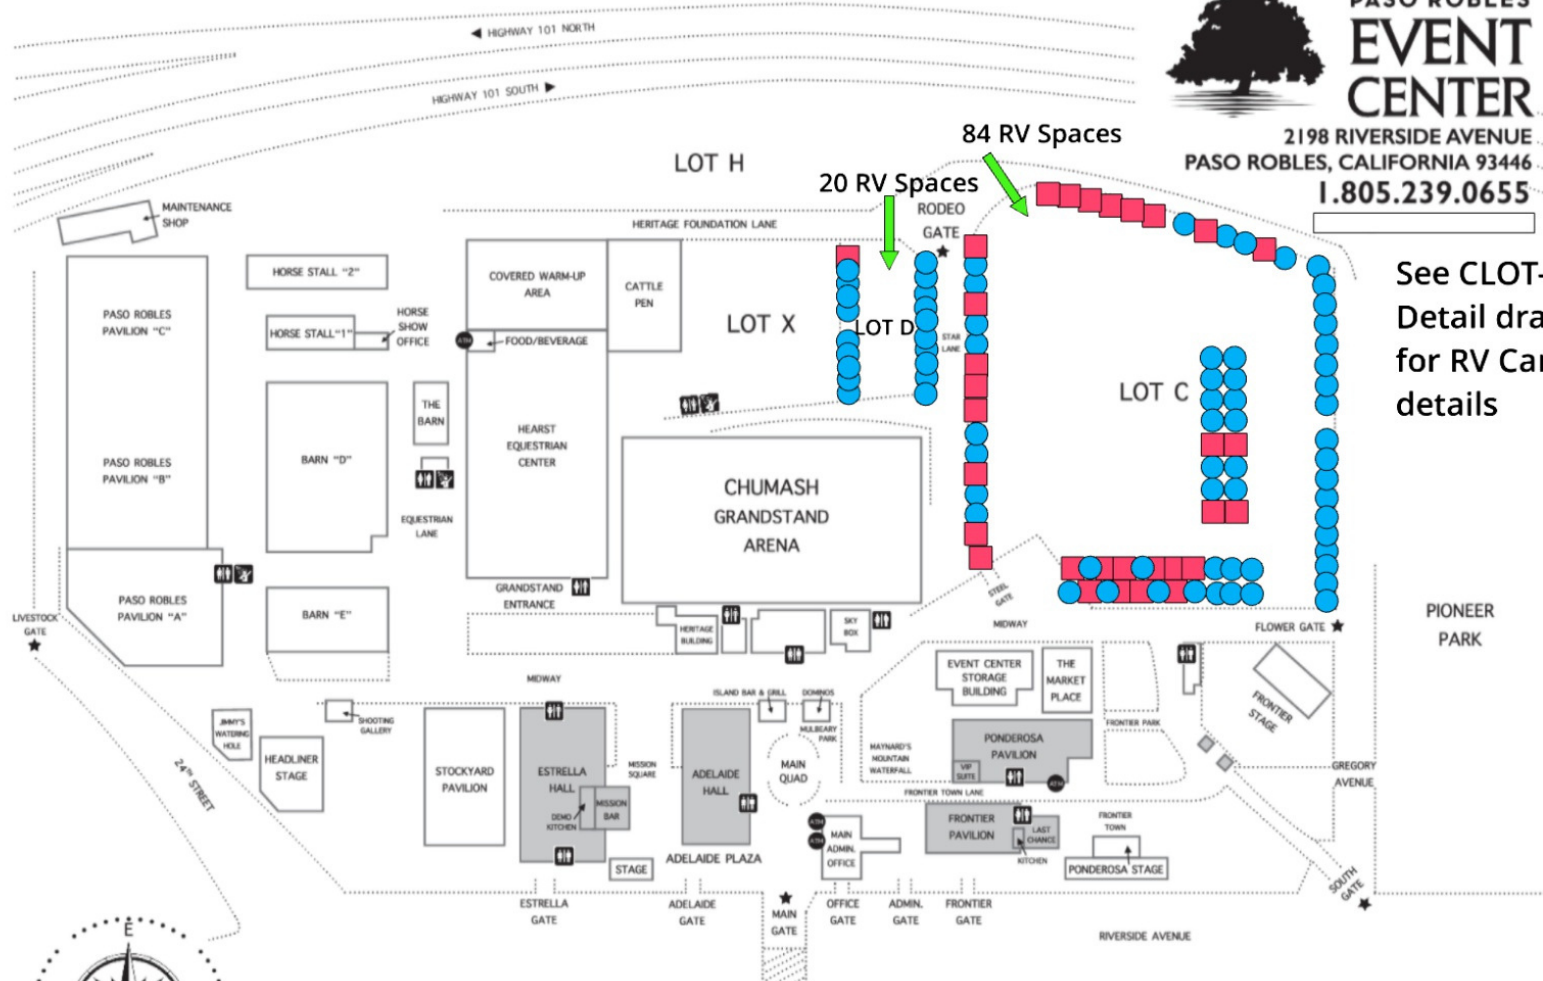 PASO ROBLES
EVENT
CENTER
2198 RIVERSIDE AVENUE
PASO ROBLES, CALIFORNIA 93446
1.805.239.0655
HIGHWAY 101 NORTH
HIGHWAY 101 SOUTH
84 RV Spaces
20 RV Spaces
LOT H
RODEO
GATE
HERITAGE FOUNDATION LANE
MAINTENANCE
SHOP
See CLOT-
Detail dra
for RV Ca
details
HORSE STALL "2"
COVERED WARM-UP
AREA
CATTLE
PEN
PASO ROBLES
PAVILION "C"
HORSE
SHOW
OFFICE
HORSE STALL"1"
ATM
FOOD/BEVERAGE
LOT X
LOT D
STAR
LANE
LOT C
THE
BARN
HEARST
EQUESTRIAN
CENTER
PASO ROBLES
PAVILION "B"
BARN "D"
CHUMASH
GRANDSTAND
ARENA
EQUESTRIAN
LANE
PASO ROBLES
PAVILION "A"
BARN "E"
GRANDSTAND
ENTRANCE
STEEL
GATE
LIVESTOCK
GATE
HERITAGE
BUILDING
SKY
BOX
MIDWAY
FLOWER GATE
PIONEER
PARK
EVENT CENTER
STORAGE
BUILDING
THE
MARKET
PLACE
MIDWAY
ISLAND BAR & GRILL
DOMINOS
FRONTIER
STAGE
SHOOTING
GALLERY
JIMMY'S
WATERING
HOLE
MULBEARY
PARK
FRONTIER PARK
PONDEROSA
PAVILION
VIP
SUITE
ATM
MAYNARD'S
MOUNTAIN
WATERFALL
HEADLINER
STAGE
STOCKYARD
PAVILION
ESTRELLA
HALL
MISSION
SQUARE
ADELAIDE
HALL
MAIN
QUAD
GREGORY
AVENUE
24TH STREET
DEMO
KITCHEN
MISSION
BAR
FRONTIER TOWN LANE
ATM
ATM
MAIN
ADMIN.
OFFICE
FRONTIER
PAVILION
LAST
CHANCE
KITCHEN
FRONTIER
TOWN
PONDEROSA STAGE
STAGE
ADELAIDE PLAZA
SOUTH
GATE
ESTRELLA
GATE
ADELAIDE
GATE
MAIN
GATE
OFFICE
GATE
ADMIN.
GATE
FRONTIER
GATE
RIVERSIDE AVENUE
E